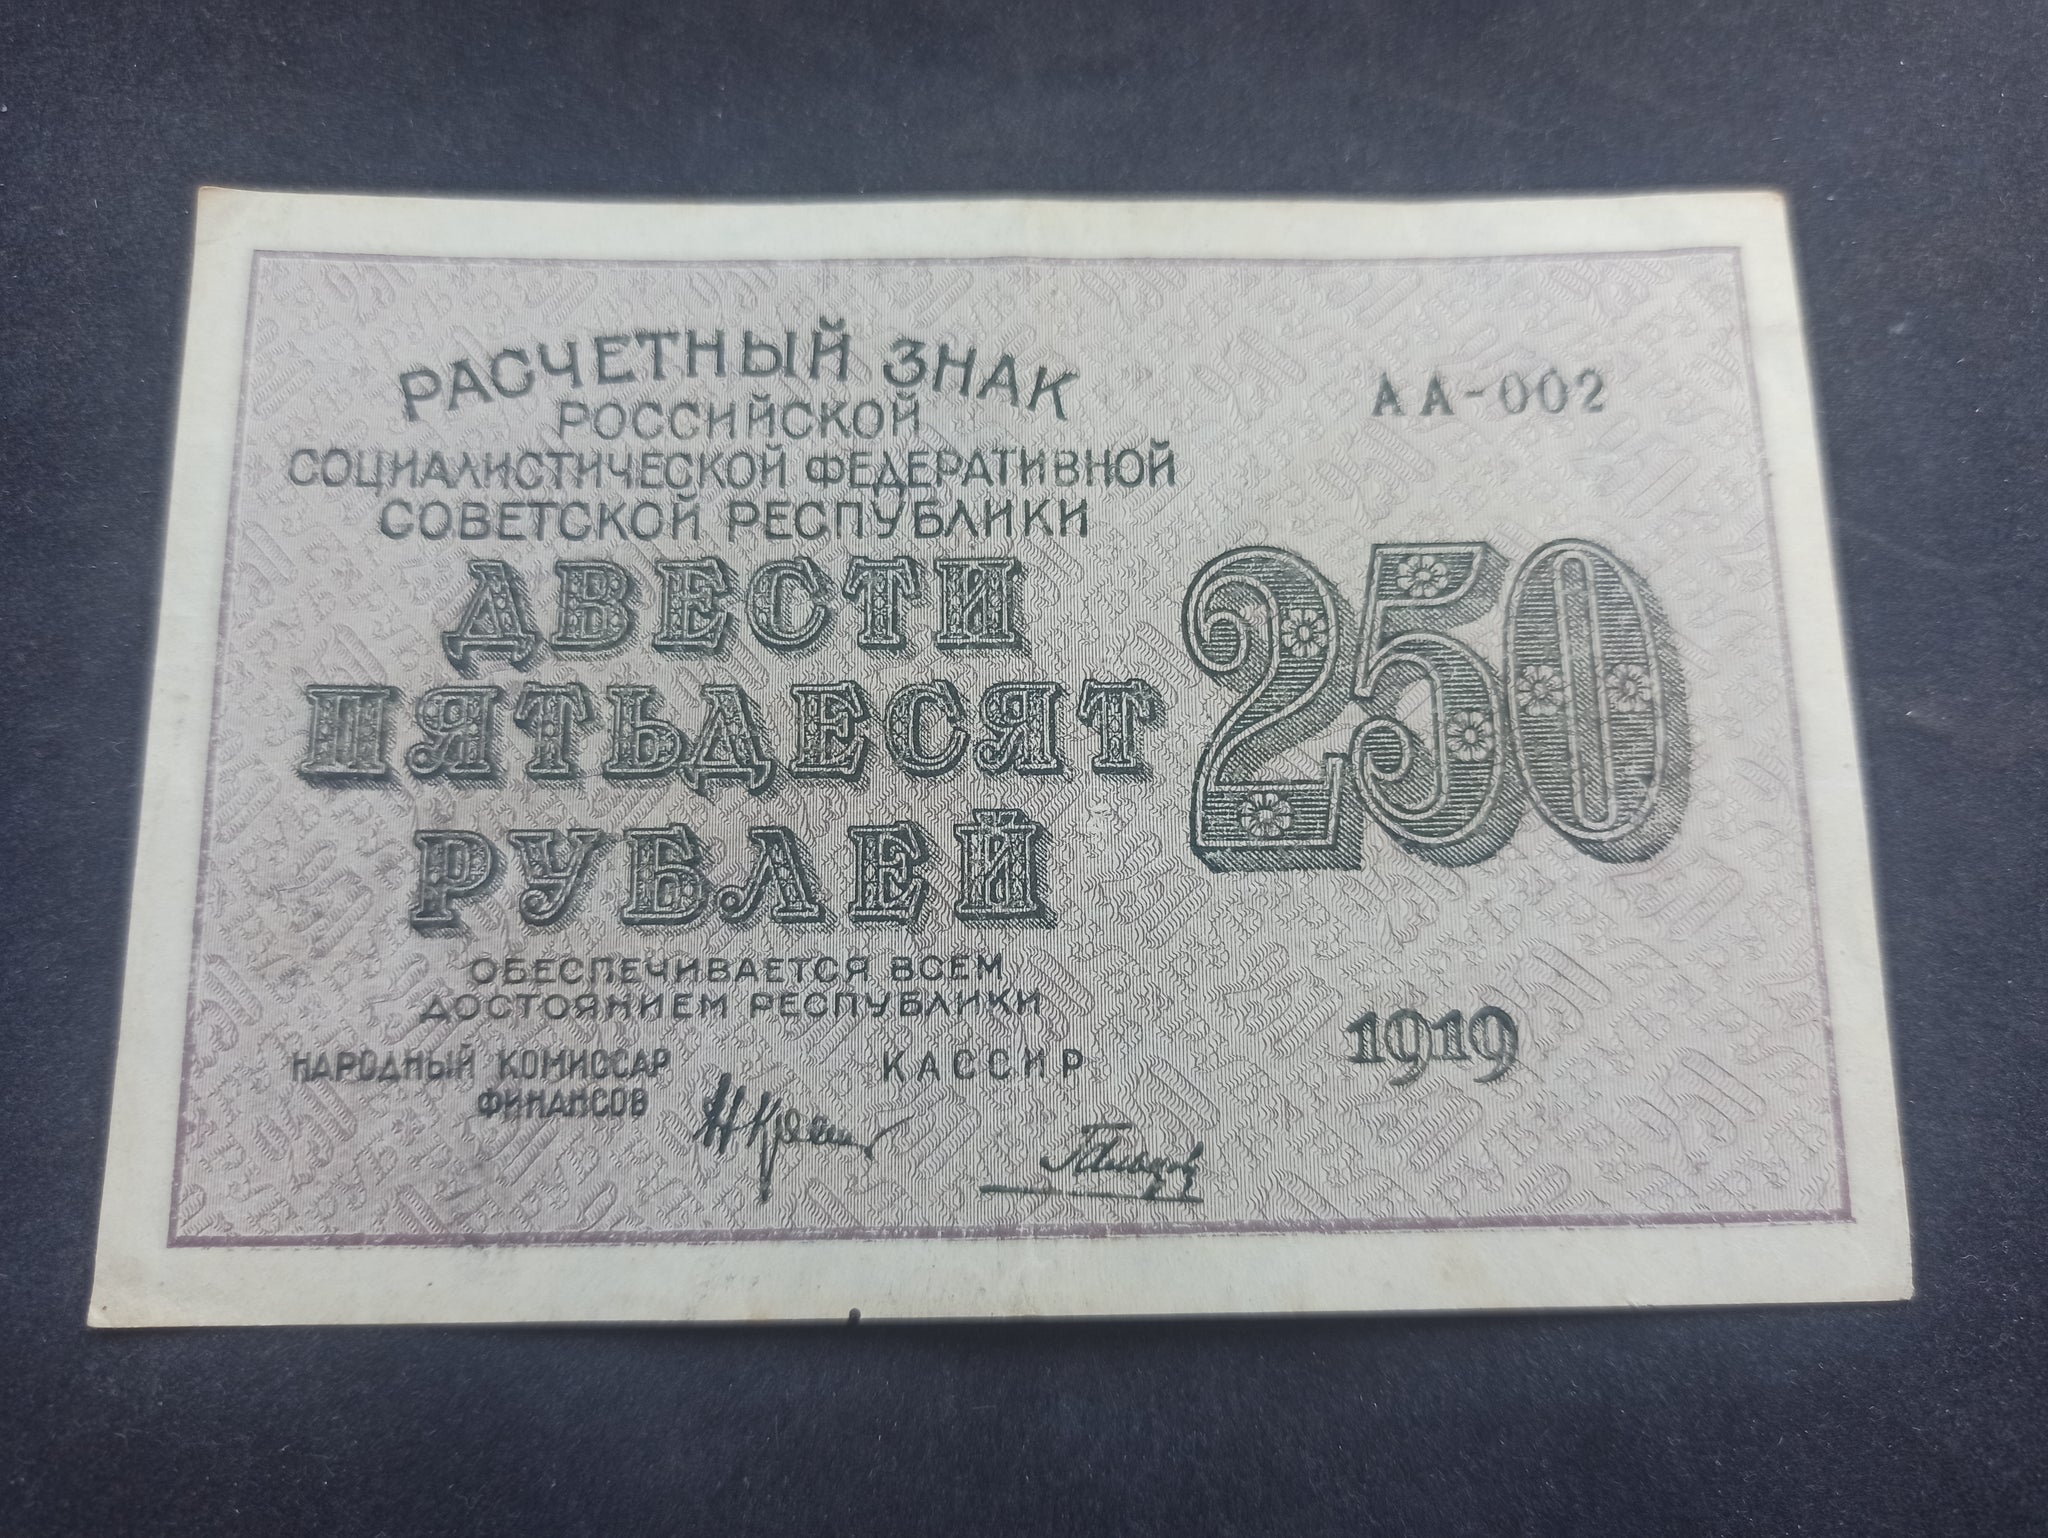 РАСЧЕТНЫЙ ЗНАК
РОССИЙСКОЙ
СОЦИАЛИСТИЧЕСКОЙ ФЕДЕРАТИВНОЙ
СОВЕТСКОЙ РЕСПУБЛИКИ
АА-002
ДВЕСТИ
ПЯТЬДЕСЯТ
РУБЛЕЙ
250
ОБЕСПЕЧИВАЕТСЯ ВСЕМ
ДОСТОЯНИЕМ РЕСПУБЛИКИ
НАРОДНЫЙ КОМИССАР
ФИНАНСОВ
КАССИР
1919